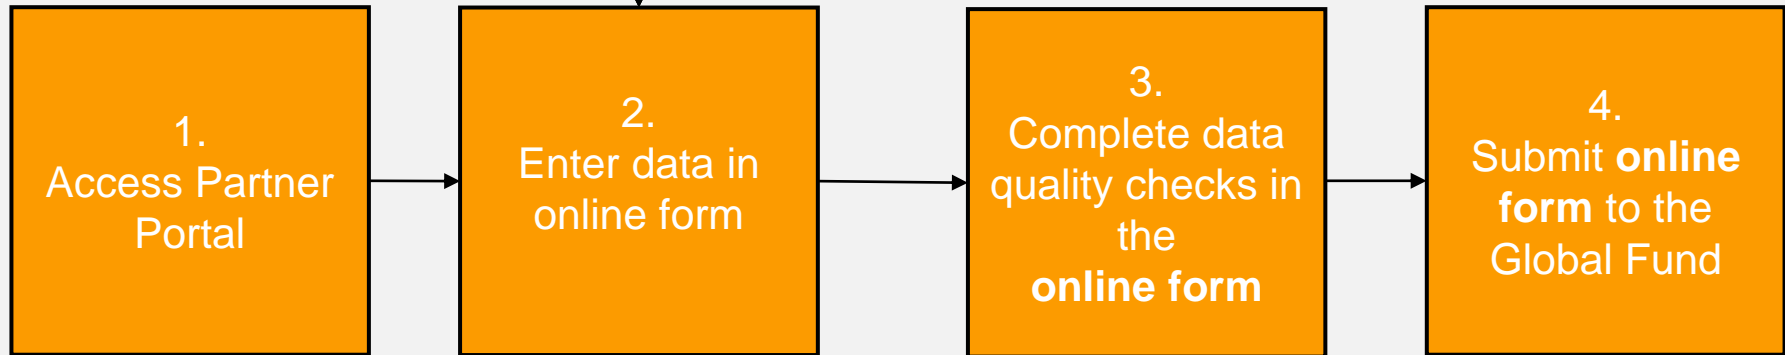 1.
Access Partner
Portal
2.
Enter data in
online form
3.
Complete data
quality checks in
the
online form
4.
Submit online
form to the
Global Fund